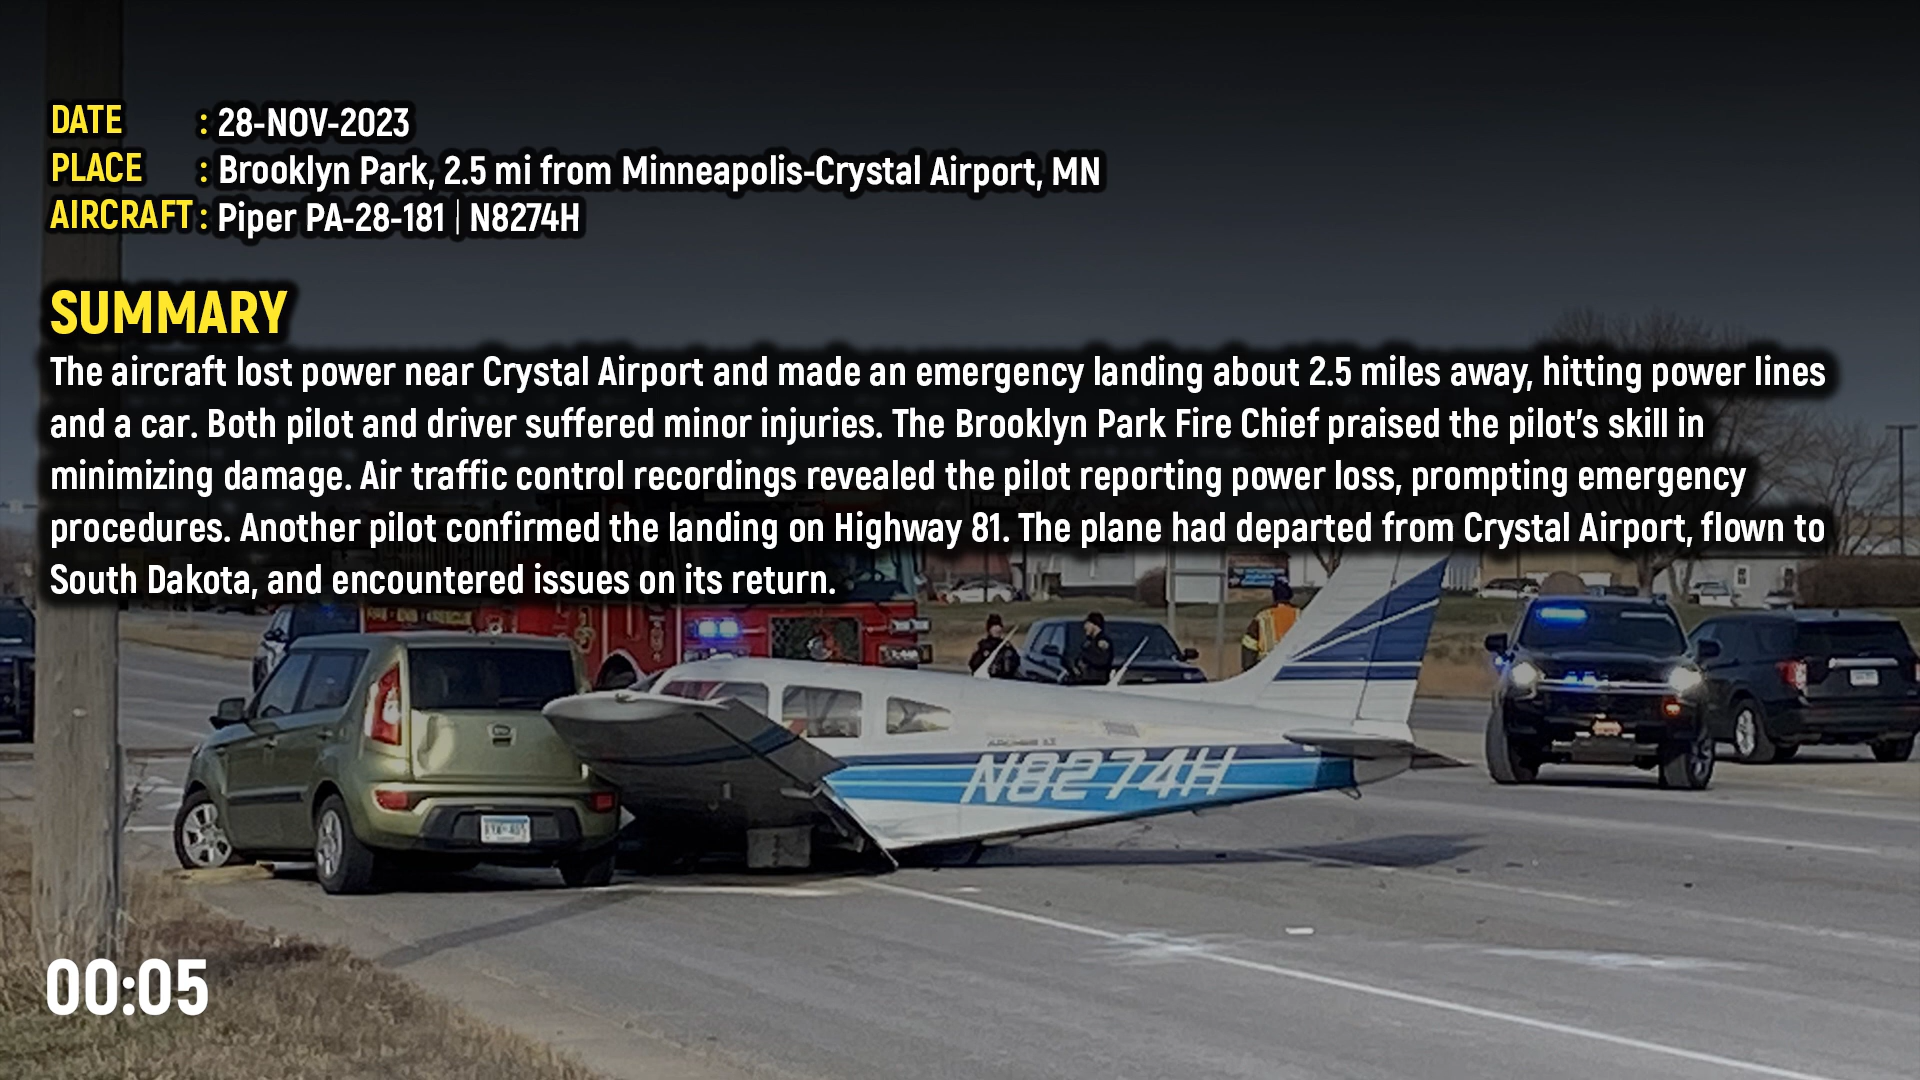 DATE : 28-NOV-2023
PLACE : Brooklyn Park, 2.5 mi from Minneapolis-Crystal Airport, MN
AIRCRAFT : Piper PA-28-181 | N8274H
SUMMARY
The aircraft lost power near Crystal Airport and made an emergency landing about 2.5 miles away, hitting power lines
and a car. Both pilot and driver suffered minor injuries. The Brooklyn Park Fire Chief praised the pilot's skill in
minimizing damage. Air traffic control recordings revealed the pilot reporting power loss, prompting emergency
procedures. Another pilot confirmed the landing on Highway 81. The plane had departed from Crystal Airport, flown to
South Dakota, and encountered issues on its return.
N8274H
00:05